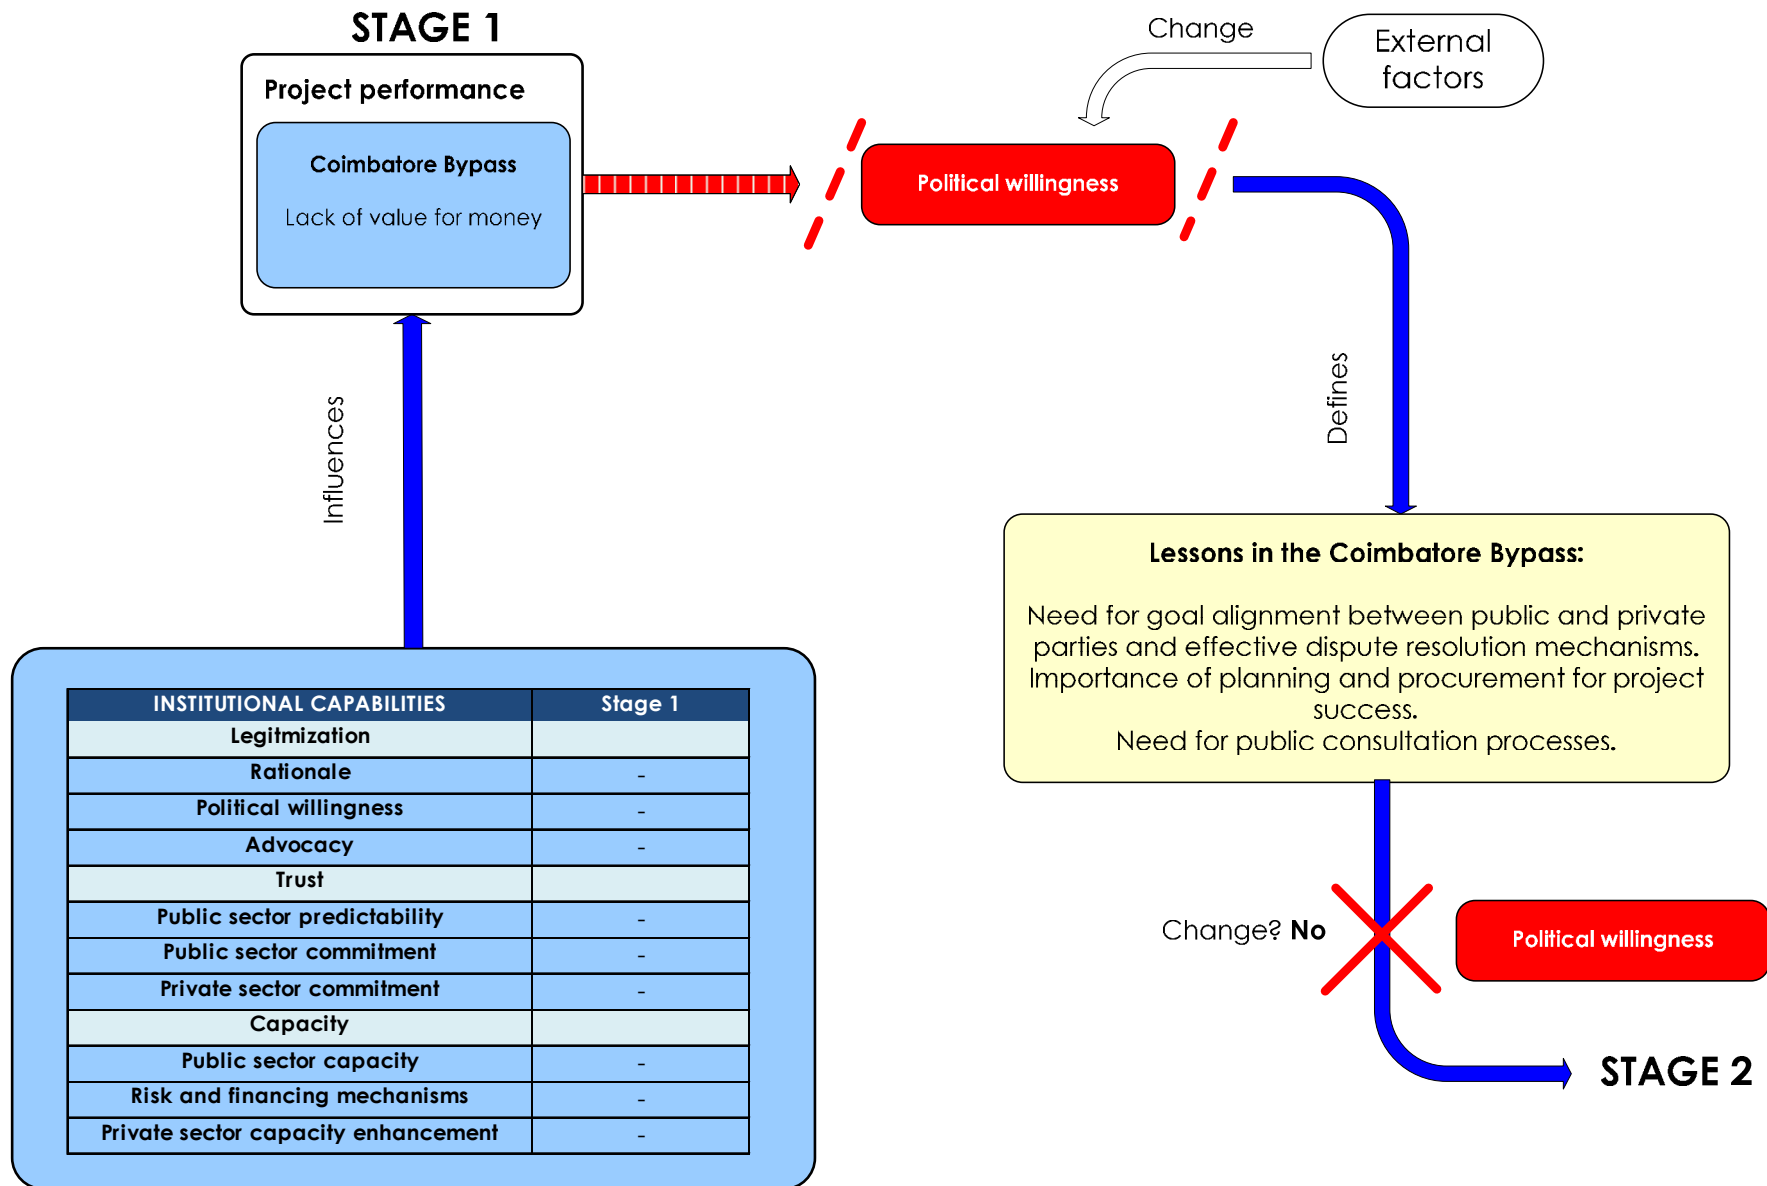 STAGE 1
Project performance
Coimbatore Bypass
Lack of value for money
Change
External
factors
Political willingness
Influences
Defines
Lessons in the Coimbatore Bypass:
Need for goal alignment between public and private
parties and effective dispute resolution mechanisms.
Importance of planning and procurement for project
success.
Need for public consultation processes.
INSTITUTIONAL CAPABILITIES Stage 1
Legitmization
Rationale -
Political willingness -
Advocacy -
Trust
Public sector predictability -
Public sector commitment -
Private sector commitment -
Capacity
Public sector capacity -
Risk and financing mechanisms -
Private sector capacity enhancement -
Change? No
Political willingness
STAGE 2